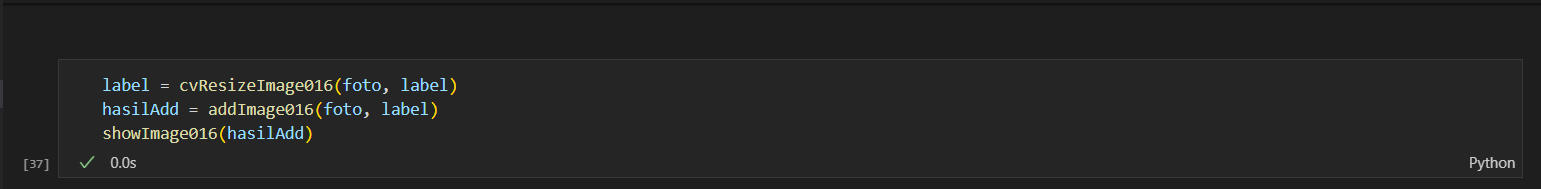 label = cvResizeImage016(foto, label)
hasilAdd = addImage016(foto, label)
showImage016(hasilAdd)
[37] ✓ 0.0s Python